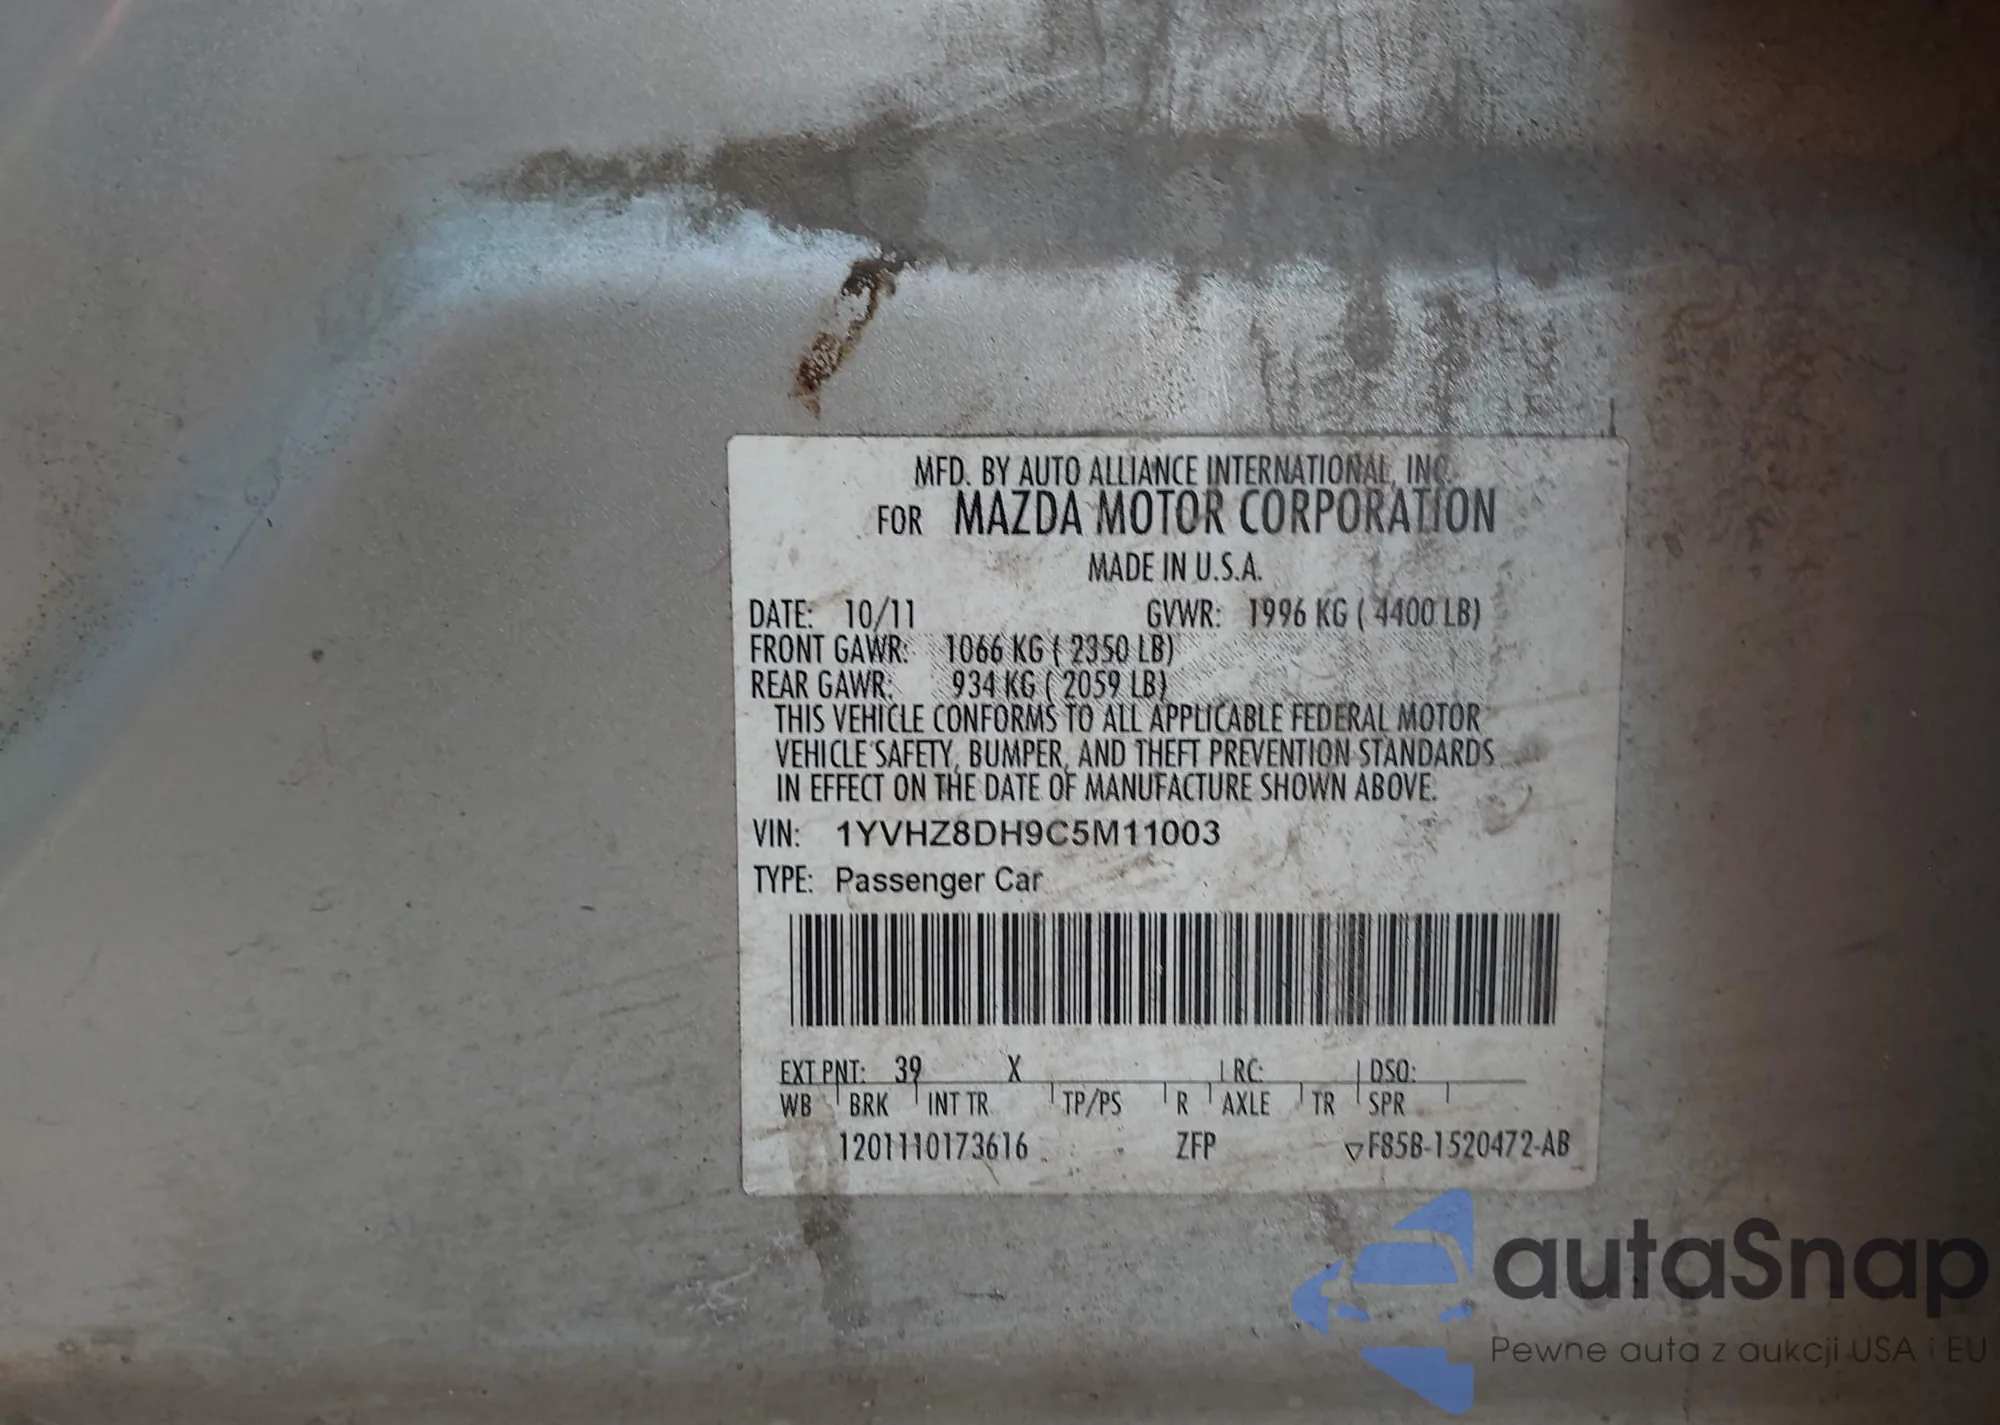 MFD. BY AUTO ALLIANCE INTERNATIONAL, INC.
FOR MAZDA MOTOR CORPORATION
MADE IN U.S.A.
DATE: 10/11 GVWR: 1996 KG ( 4400 LB)
FRONT GAWR: 1066 KG ( 2350 LB)
REAR GAWR: 934 KG ( 2059 LB)
THIS VEHICLE CONFORMS TO ALL APPLICABLE FEDERAL MOTOR
VEHICLE SAFETY, BUMPER, AND THEFT PREVENTION STANDARDS
IN EFFECT ON THE DATE OF MANUFACTURE SHOWN ABOVE.
VIN: 1YVHZ8DH9C5M11003
TYPE: Passenger Car
EXT PNT: 39 X RC: DSO:
WB BRK INT TR TP/PS R AXLE TR SPR
1201110173616 ZFP ▽F85B-1520472-AB
autaSnap
Pewne auta z aukcji USA i EU